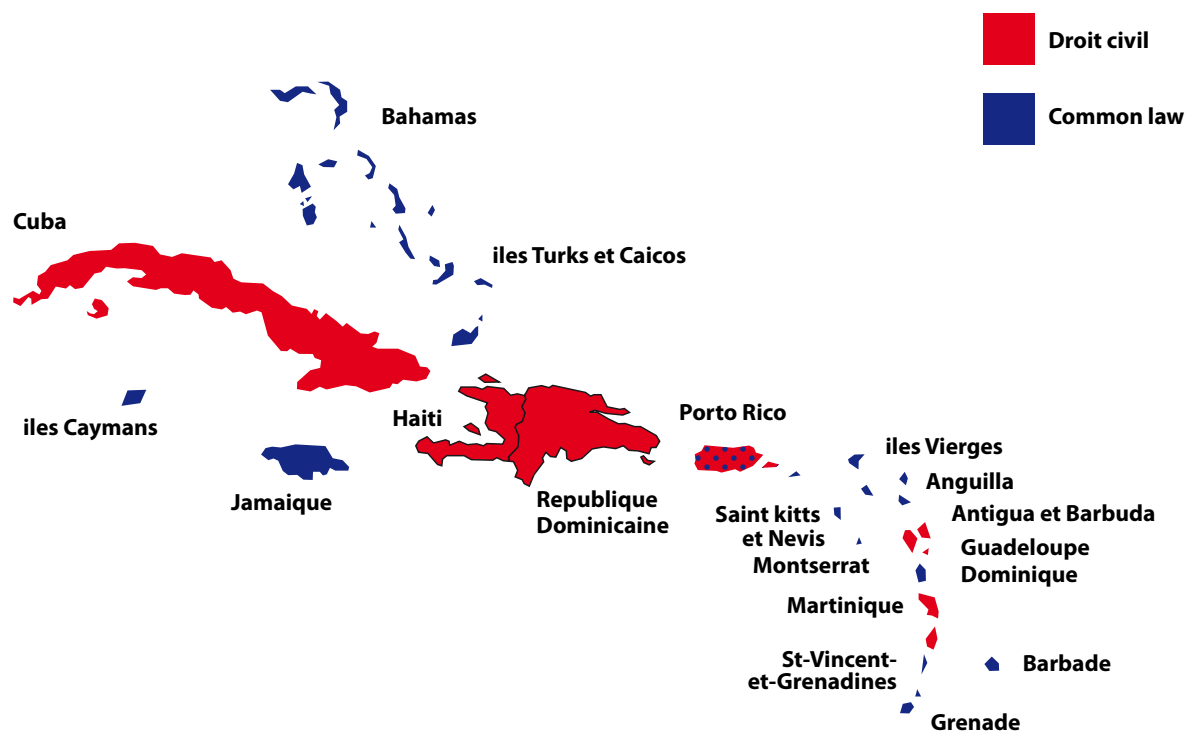 Droit civil
Common law
Bahamas
Cuba
iles Turks et Caicos
iles Caymans
Haiti
Porto Rico
Jamaique
Republique
Dominicaine
iles Vierges
Anguilla
Saint kitts
et Nevis
Antigua et Barbuda
Montserrat
Guadeloupe
Dominique
Martinique
St-Vincent-
et-Grenadines
Barbade
Grenade